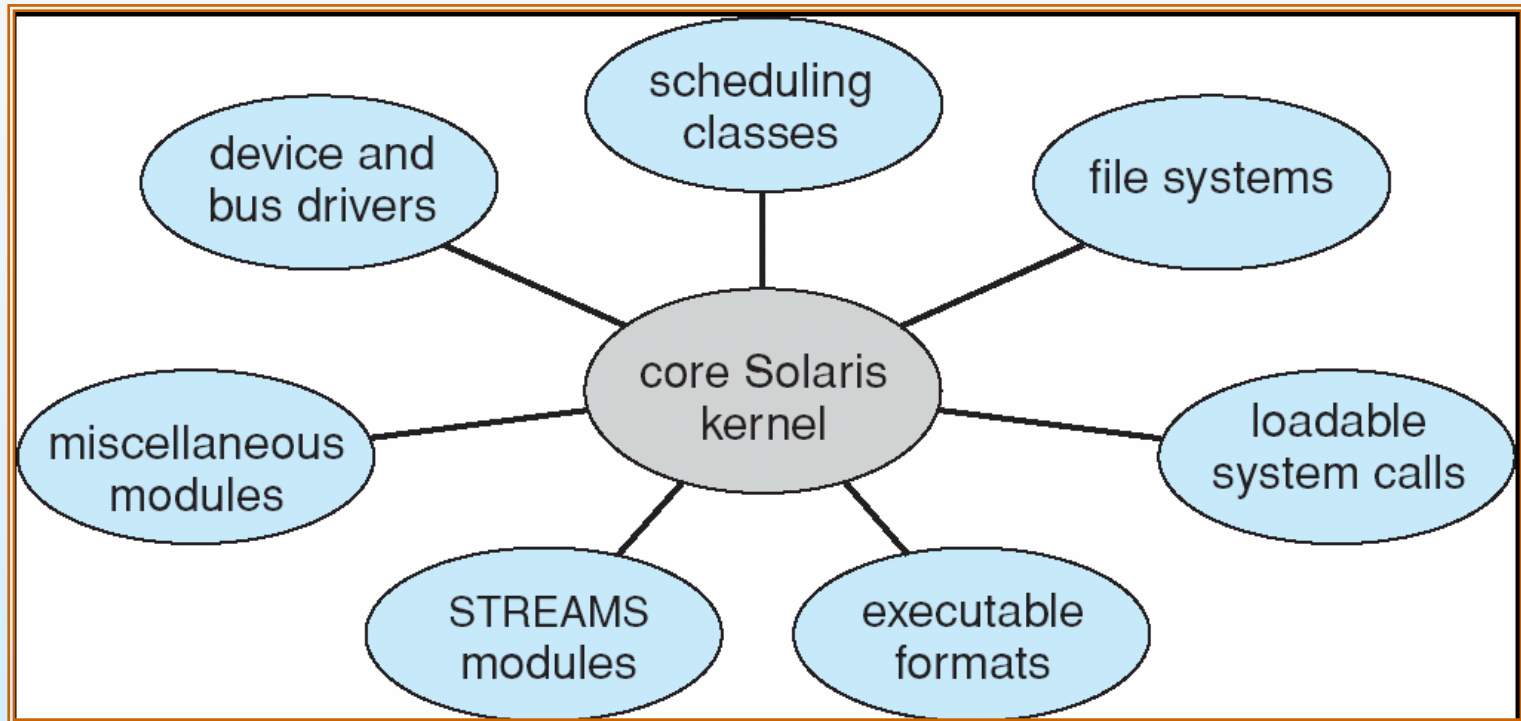 scheduling
classes
device and
bus drivers
file systems
core Solaris
kernel
loadable
system calls
miscellaneous
modules
STREAMS
modules
executable
formats